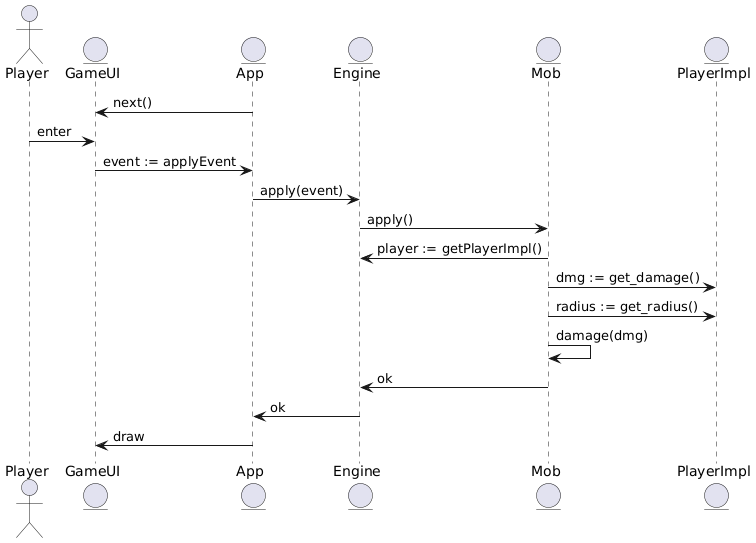 Player GameUI App Engine Mob PlayerImpl
next()
enter
event := applyEvent
apply(event)
apply()
player := getPlayerImpl()
dmg := get_damage()
radius := get_radius()
damage(dmg)
ok
ok
draw
Player GameUI App Engine Mob PlayerImpl